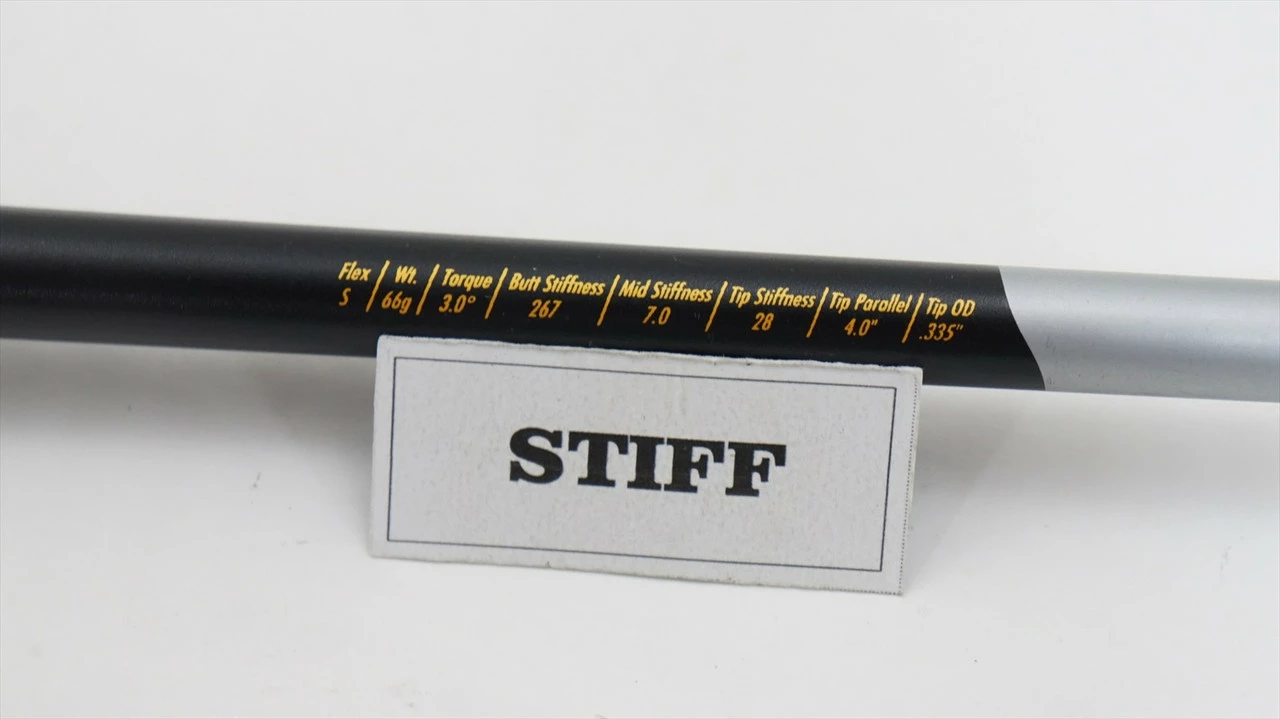 Flex / Wt. / Torque / Butt Stiffness / Mid Stiffness / Tip Stiffness / Tip Parallel / Tip OD
S / 66g / 3.0° / 267 / 7.0 / 28 / 4.0" / .335"
STIFF